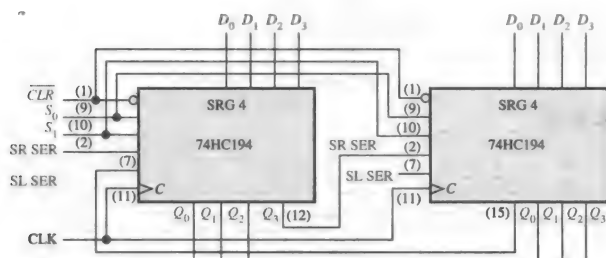 D0 D1 D2 D3 D0 D1 D2 D3
CLR (1) (1)
S0 (9) SRG 4 (9) SRG 4
S1 (10) (10)
SR SER (2) 74HC194 SR SER (2) 74HC194
(7) (7)
SL SER SL SER
(11) C (11) C
Q0 Q1 Q2 Q3 (12) (15) Q0 Q1 Q2 Q3
CLK